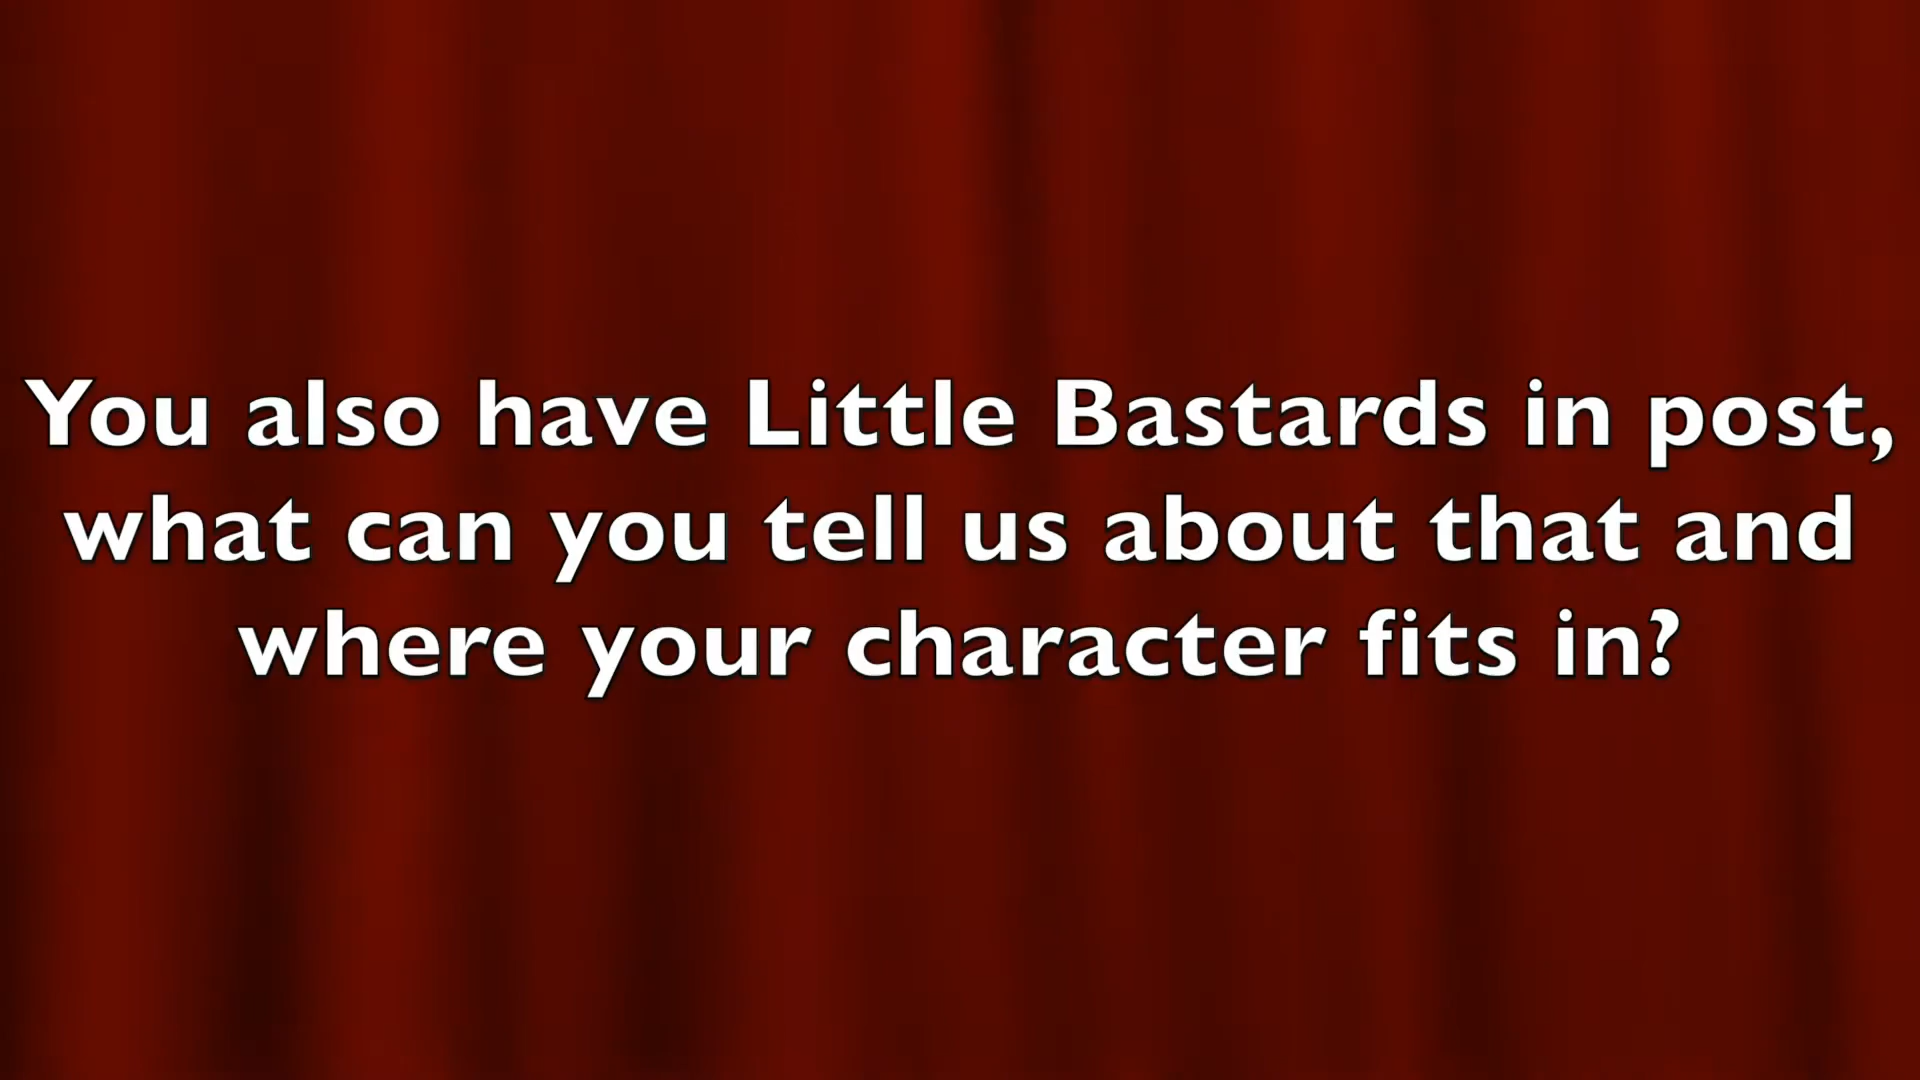 You also have Little Bastards in post,
what can you tell us about that and
where your character fits in?